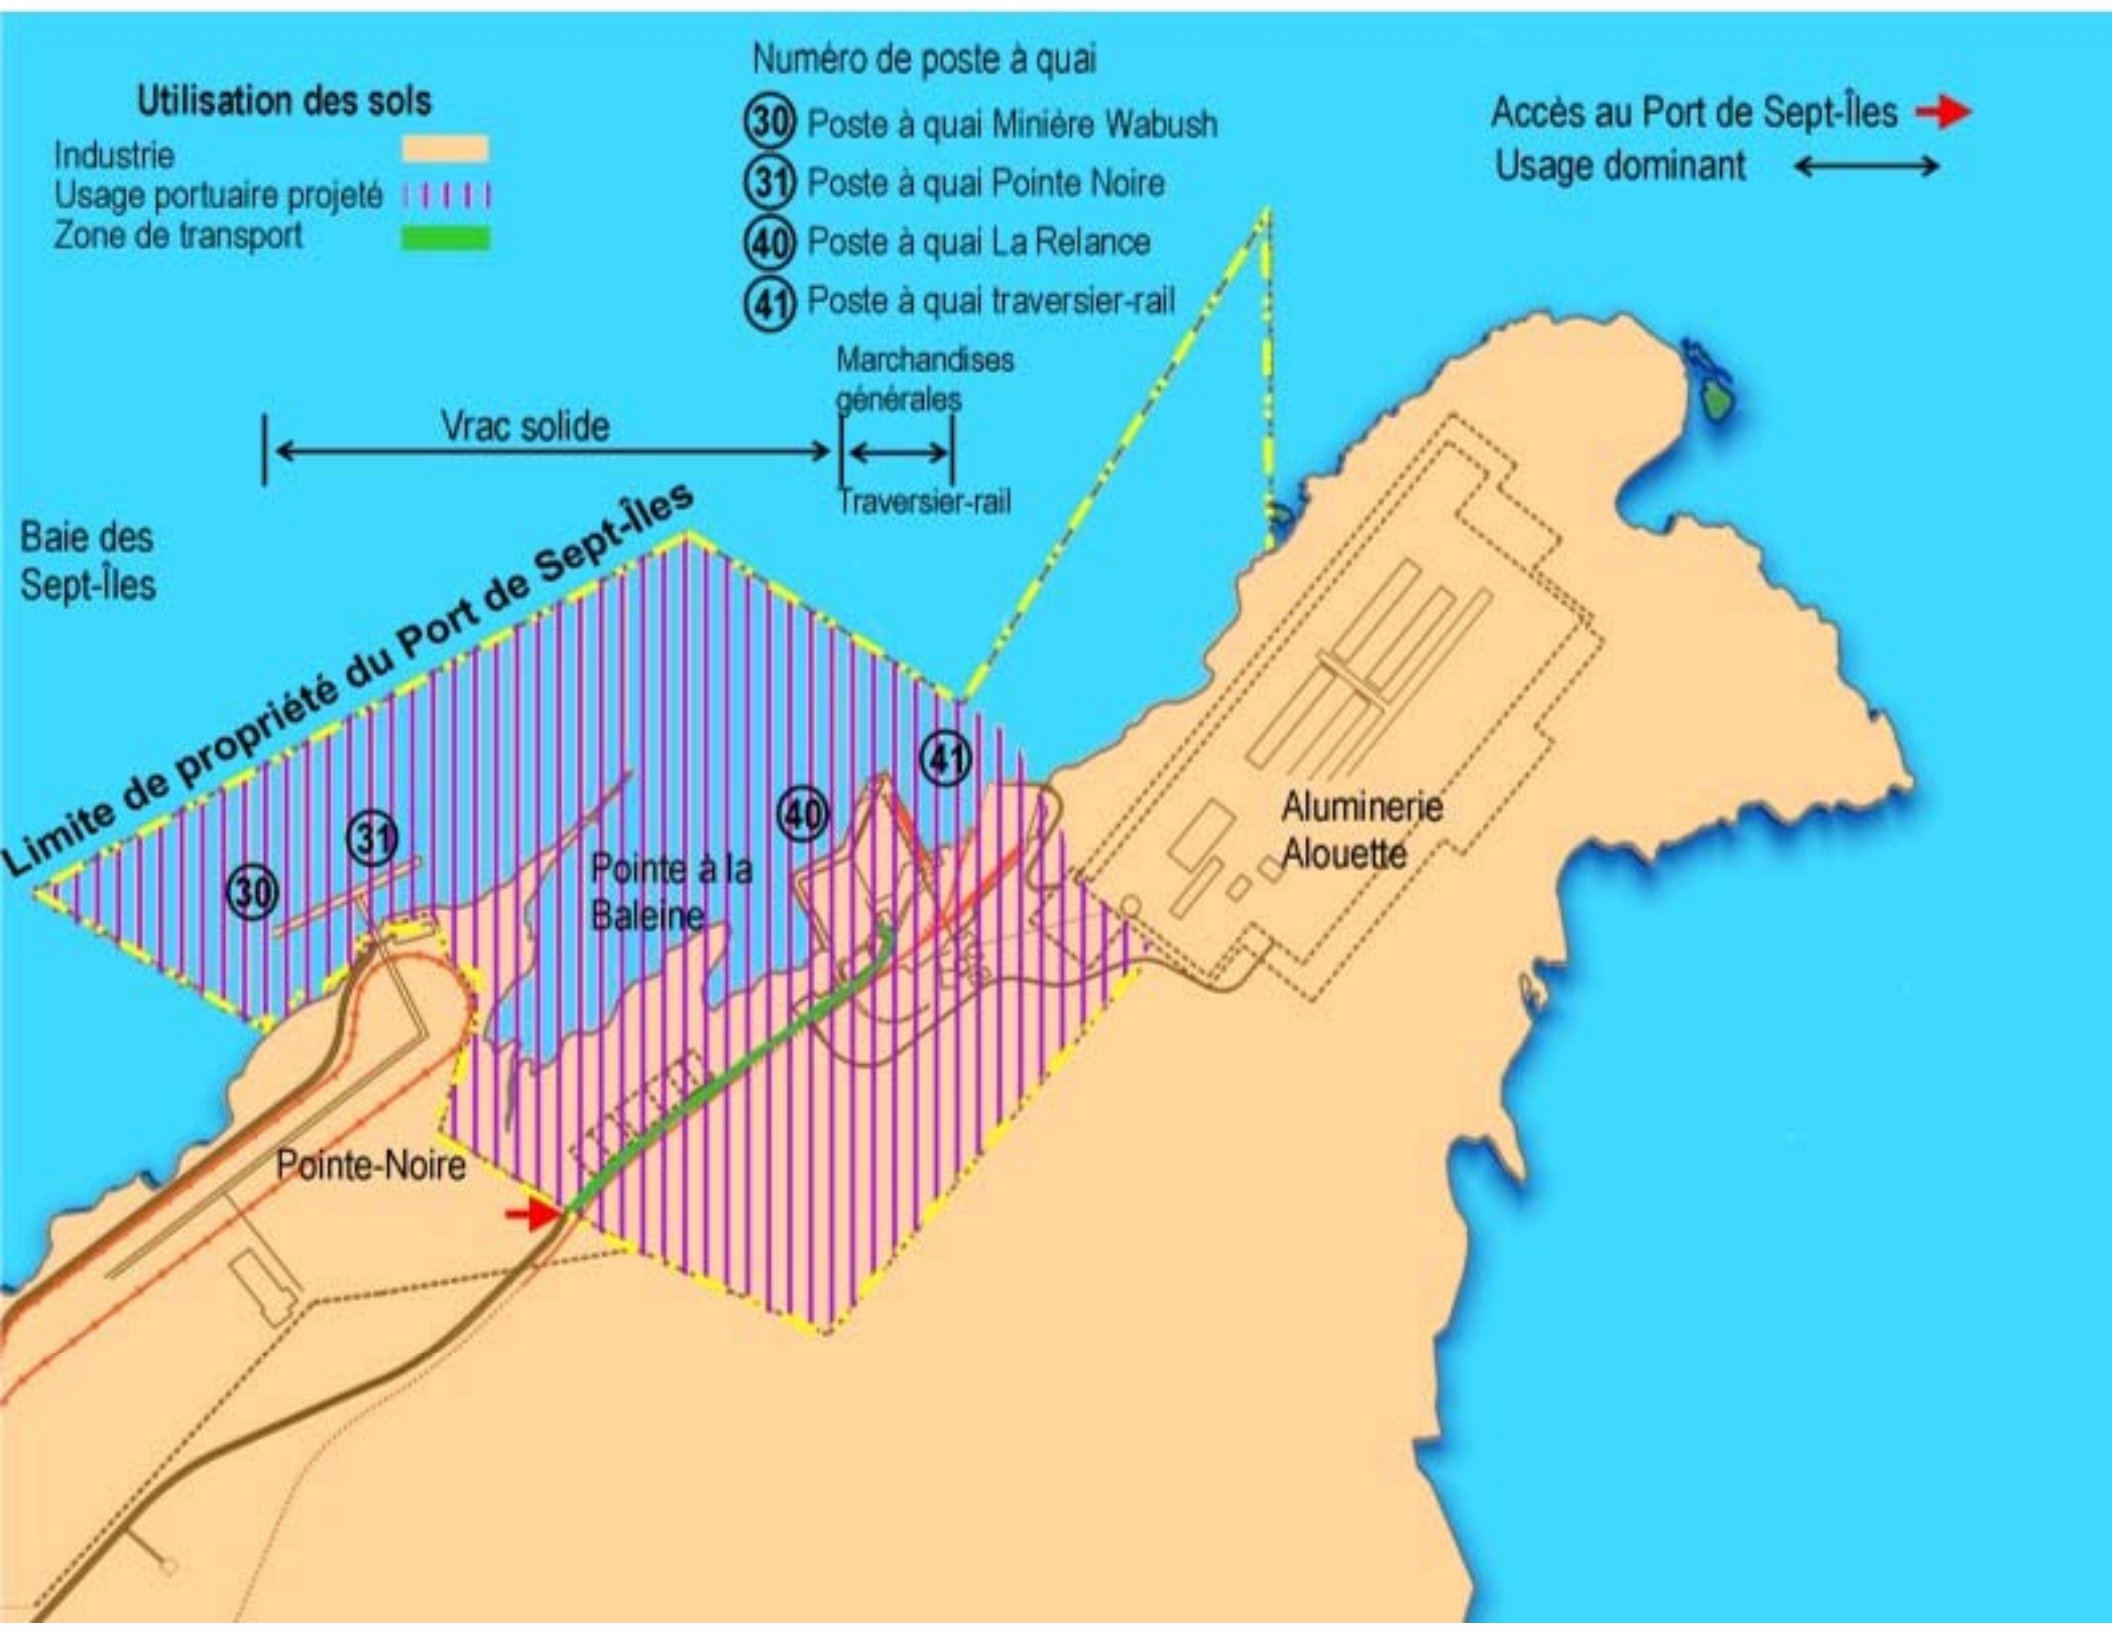 Utilisation des sols
Industrie
Usage portuaire projeté
Zone de transport
Numéro de poste à quai
30 Poste à quai Minière Wabush
31 Poste à quai Pointe Noire
40 Poste à quai La Relance
41 Poste à quai traversier-rail
Accès au Port de Sept-Îles
Usage dominant
Marchandises
générales
Vrac solide
Traversier-rail
Baie des
Sept-Îles
Limite de propriété du Port de Sept-Îles
41
40
31
30
Pointe à la
Baleine
Aluminerie
Alouette
Pointe-Noire